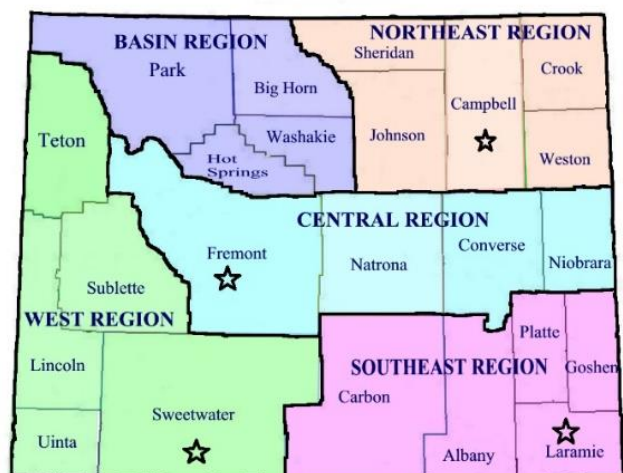 BASIN REGION
NORTHEAST REGION
Park
Sheridan
Crook
Big Horn
Campbell
Teton
Washakie
Johnson
Weston
Hot
Springs
CENTRAL REGION
Fremont
Natrona
Converse
Niobrara
Sublette
WEST REGION
Platte
Lincoln
SOUTHEAST REGION
Goshen
Carbon
Sweetwater
Uinta
Albany
Laramie